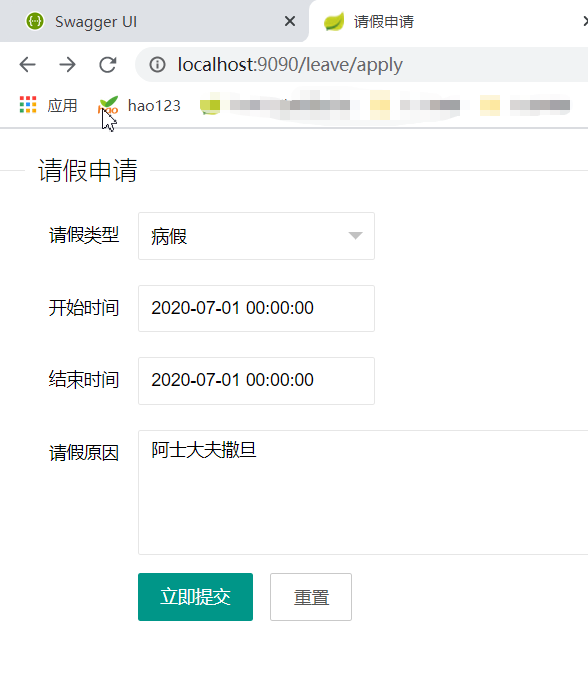 Swagger UI
请假申请
localhost:9090/leave/apply
应用
hao123
请假申请
请假类型
病假
开始时间
2020-07-01 00:00:00
结束时间
2020-07-01 00:00:00
请假原因
阿士大夫撒旦
立即提交
重置